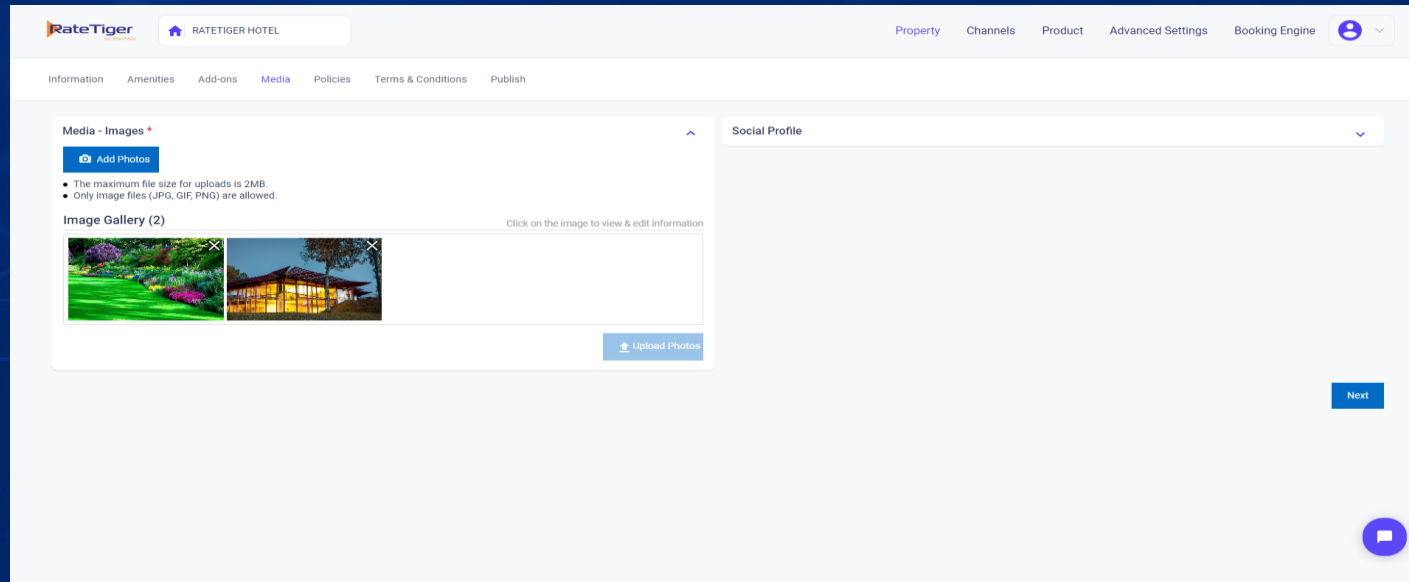 RateTiger
RATETIGER HOTEL
Property Channels Product Advanced Settings Booking Engine
Information Amenities Add-ons Media Policies Terms & Conditions Publish
Media - Images *
Social Profile
Add Photos
• The maximum file size for uploads is 2MB.
• Only image files (JPG, GIF, PNG) are allowed.
Image Gallery (2)
Click on the image to view & edit information
Upload Photos
Next